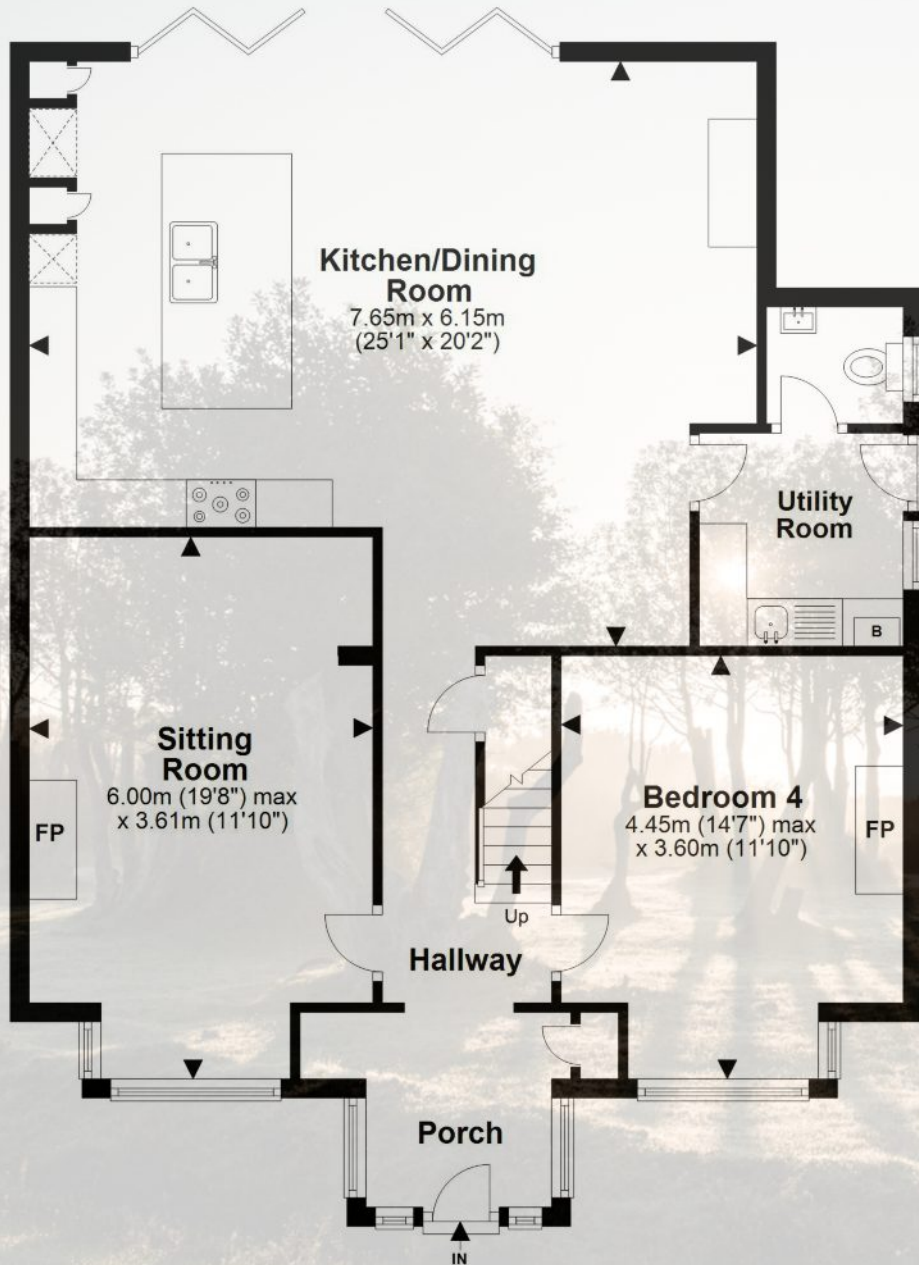 Kitchen/Dining
Room
7.65m x 6.15m
(25'1" x 20'2")
Utility
Room
B
Sitting
Room
6.00m (19'8") max
x 3.61m (11'10")
FP
Bedroom 4
4.45m (14'7") max
x 3.60m (11'10")
FP
Up
Hallway
Porch
IN